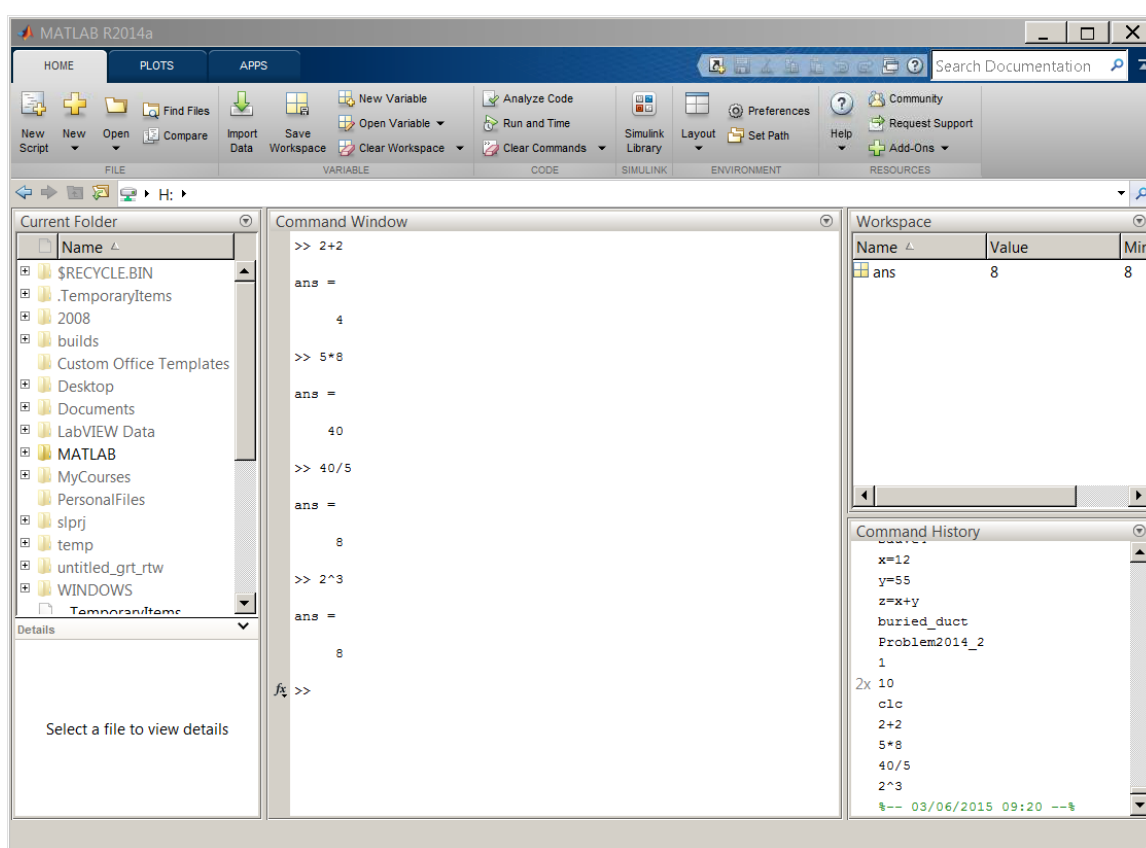 MATLAB R2014a
HOME PLOTS APPS Search Documentation
New Script New Open Find Files Compare Import Data Save Workspace New Variable Open Variable Clear Workspace Analyze Code Run and Time Clear Commands Simulink Library Layout Preferences Set Path Help Community Request Support Add-Ons
FILE VARIABLE CODE SIMULINK ENVIRONMENT RESOURCES
H:
Current Folder
Name
$RECYCLE.BIN
.TemporaryItems
2008
builds
Custom Office Templates
Desktop
Documents
LabVIEW Data
MATLAB
MyCourses
PersonalFiles
slprj
temp
untitled_grt_rtw
WINDOWS
Details
Select a file to view details
Command Window
>> 2+2
ans =
4
>> 5*8
ans =
40
>> 40/5
ans =
8
>> 2^3
ans =
8
fx >>
Workspace
Name Value Min
ans 8 8
Command History
x=12
y=55
z=x+y
buried_duct
Problem2014_2
1
2x 10
clc
2+2
5*8
40/5
2^3
%-- 03/06/2015 09:20 --%